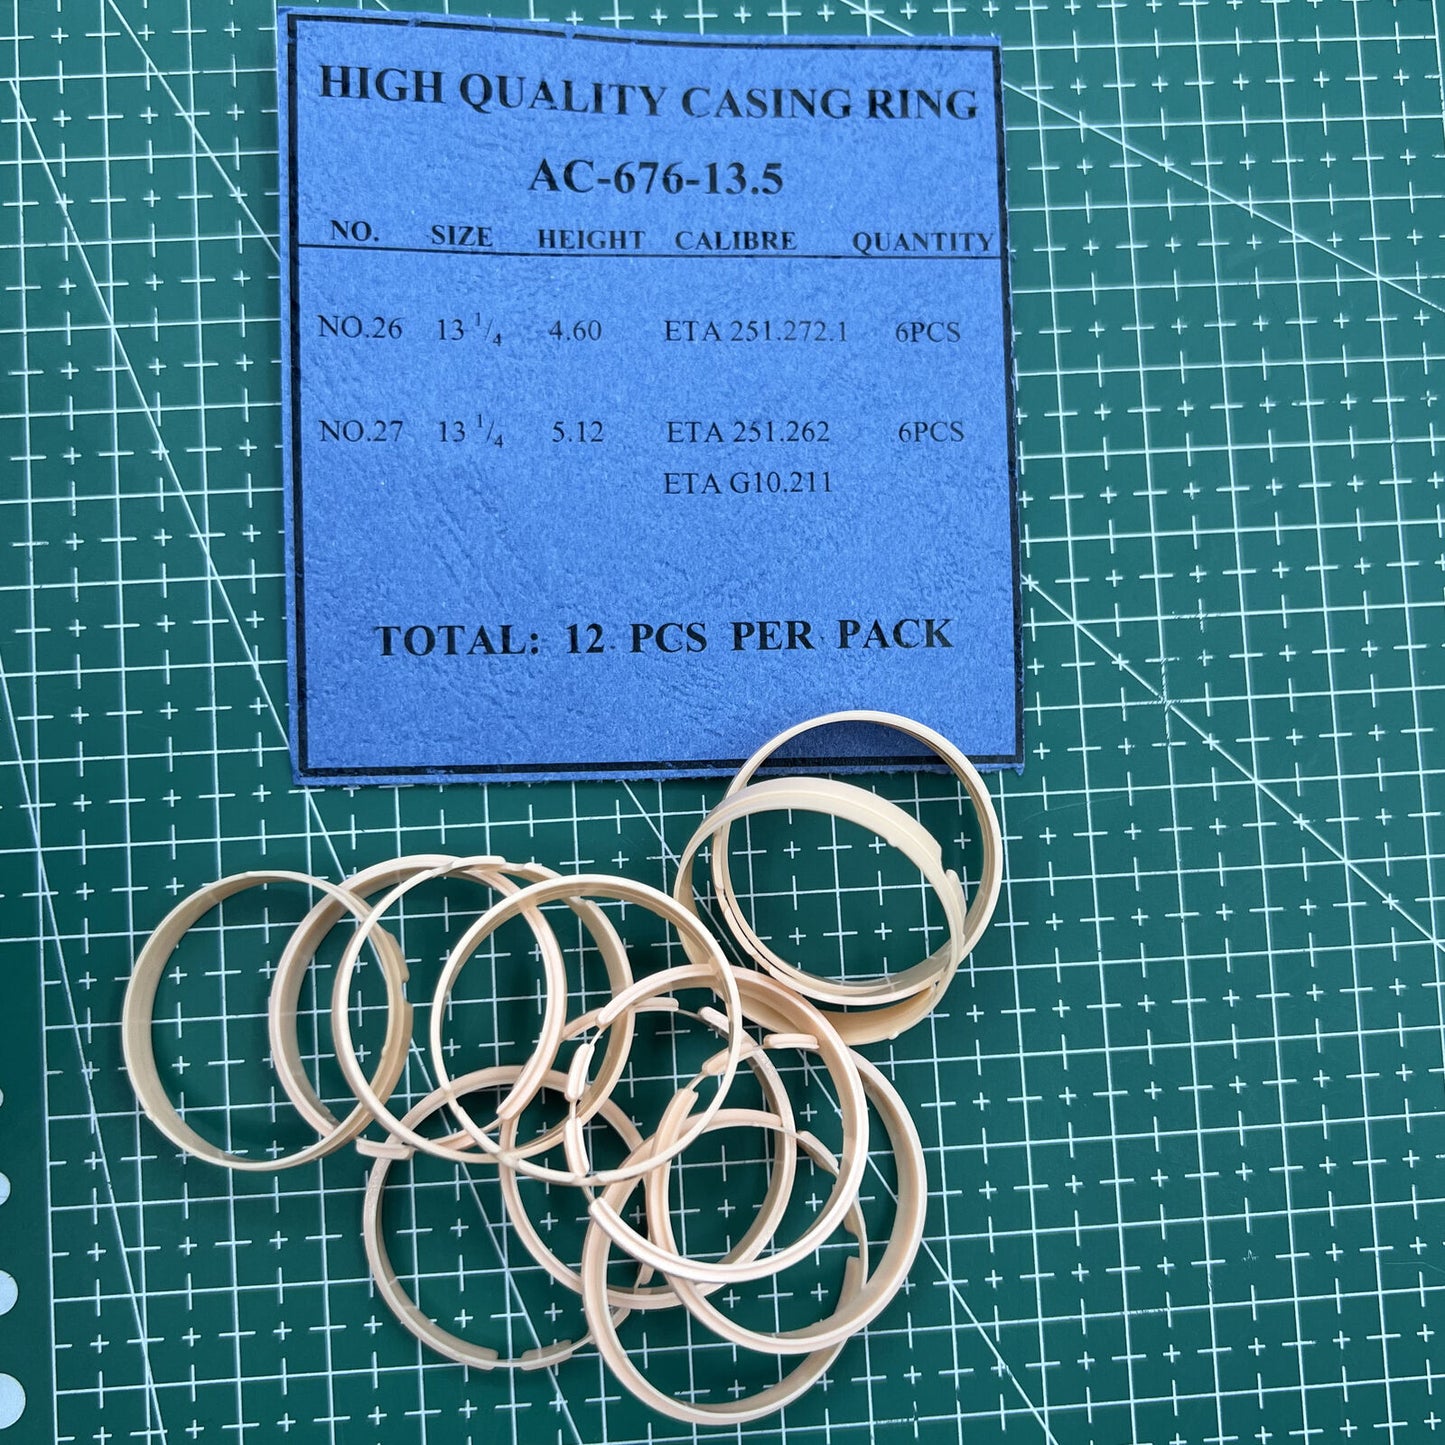 HIGH QUALITY CASING RING
AC-676-13.5
NO. SIZE HEIGHT CALIBRE QUANTITY
NO.26 13 1/4 4.60 ETA 251.272.1 6PCS
NO.27 13 1/4 5.12 ETA 251.262 6PCS
ETA G10.211
TOTAL: 12 PCS PER PACK